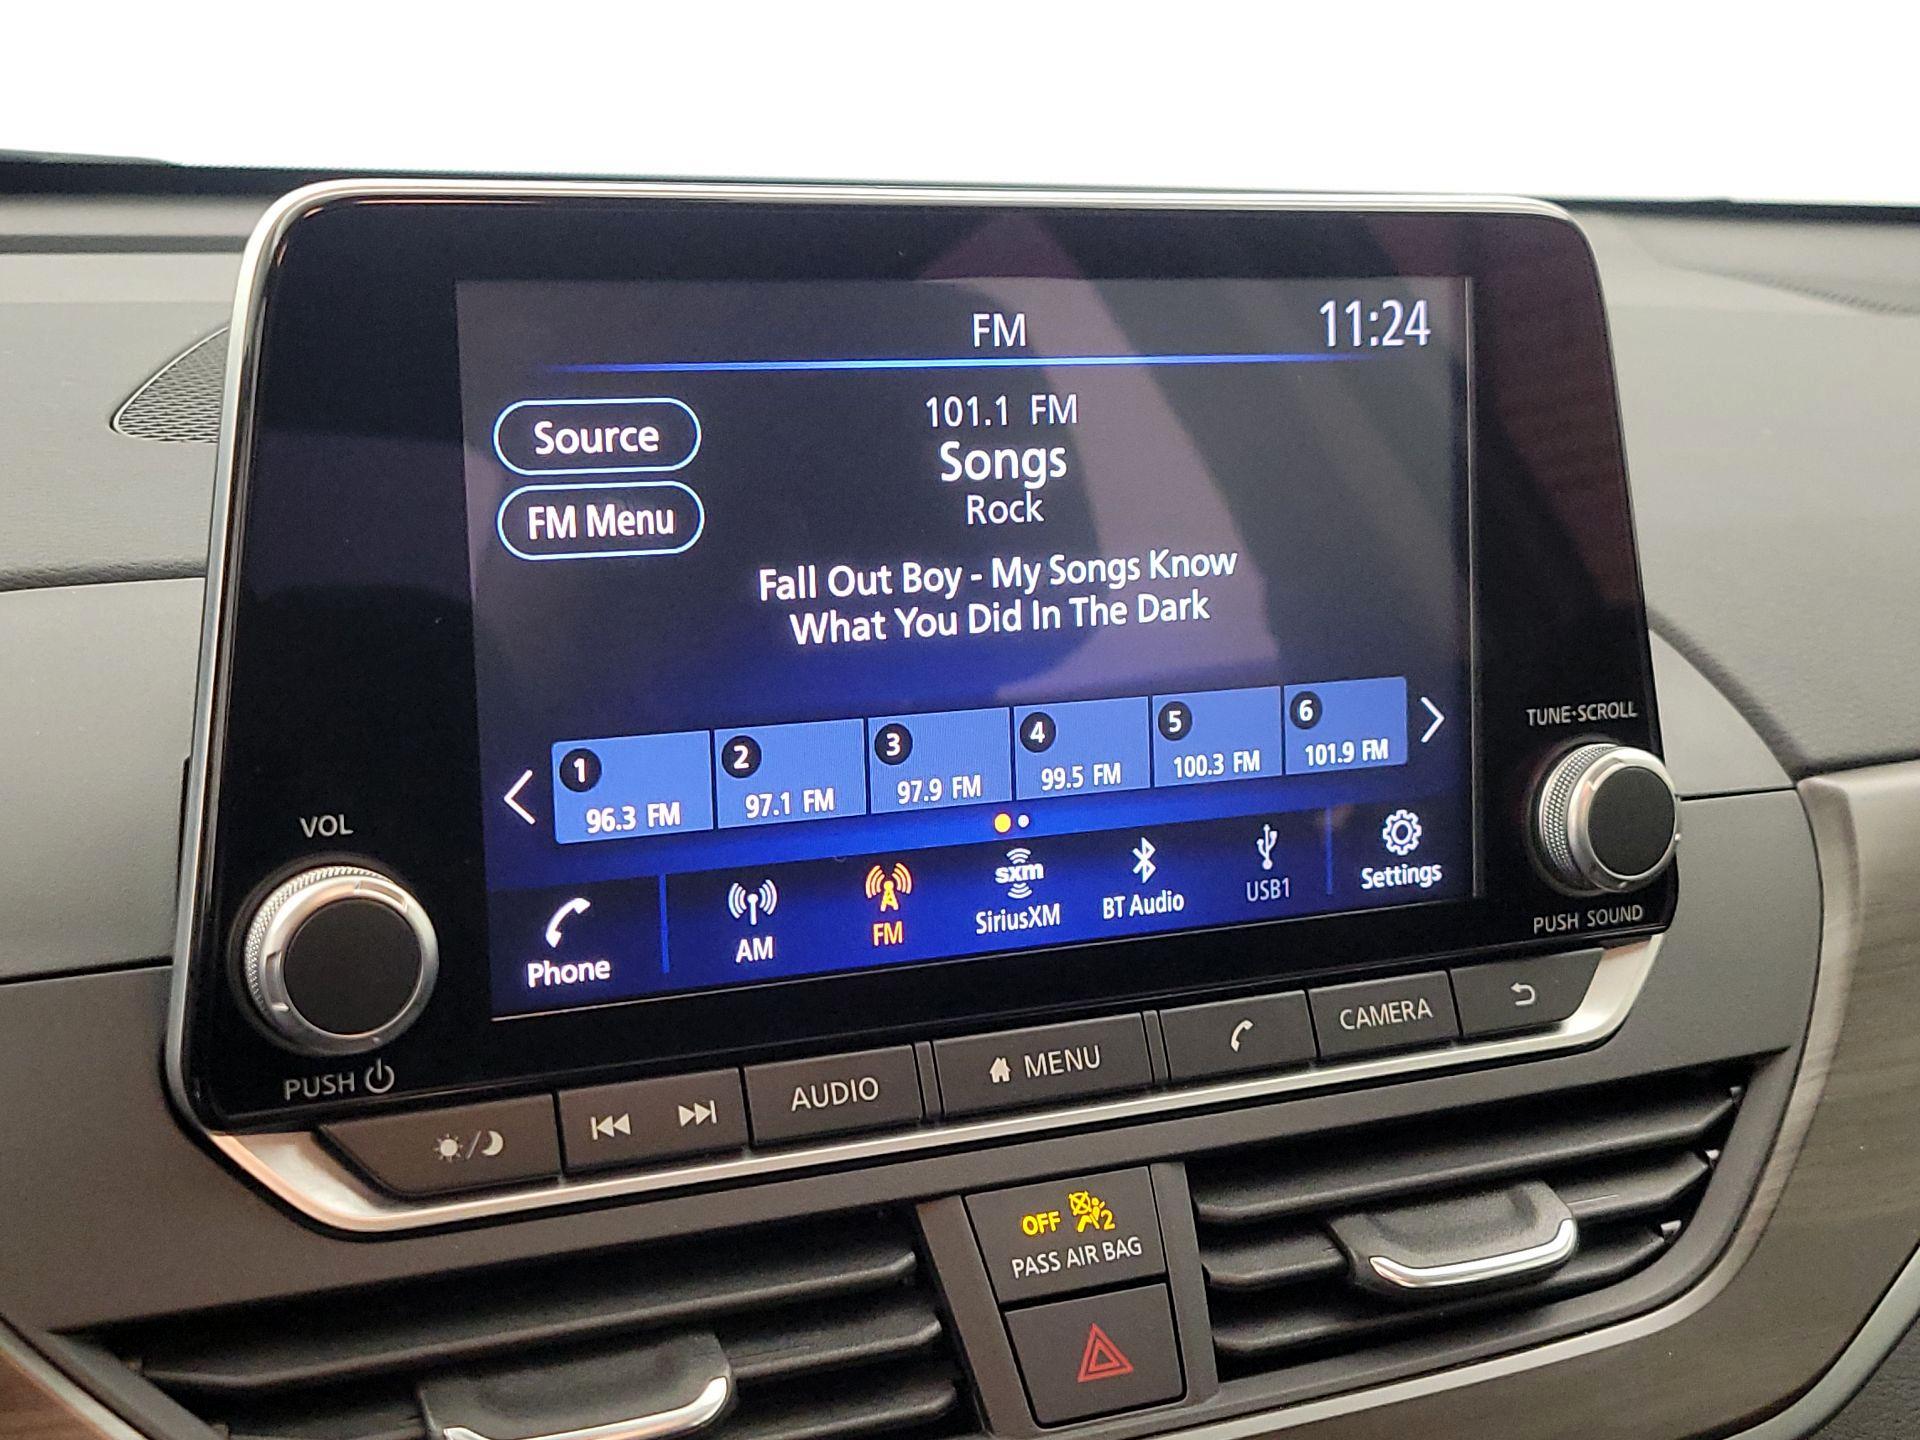 FM
11:24
Source
FM Menu
101.1 FM
Songs
Rock
Fall Out Boy - My Songs Know
What You Did In The Dark
1
96.3 FM
2
97.1 FM
3
97.9 FM
4
99.5 FM
5
100.3 FM
6
101.9 FM
Phone
AM
FM
sxm
SiriusXM
BT Audio
USB1
Settings
VOL
PUSH
TUNE·SCROLL
PUSH SOUND
AUDIO
MENU
CAMERA
OFF
2
PASS AIR BAG